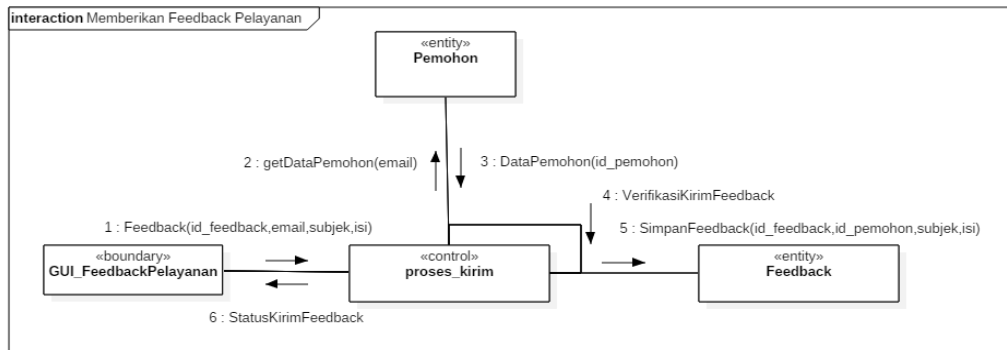 interaction Memberikan Feedback Pelayanan
«entity»
Pemohon
2 : getDataPemohon(email)
3 : DataPemohon(id_pemohon)
4 : VerifikasiKirimFeedback
1 : Feedback(id_feedback,email,subjek,isi)
5 : SimpanFeedback(id_feedback,id_pemohon,subjek,isi)
«boundary»
GUI_FeedbackPelayanan
«control»
proses_kirim
«entity»
Feedback
6 : StatusKirimFeedback